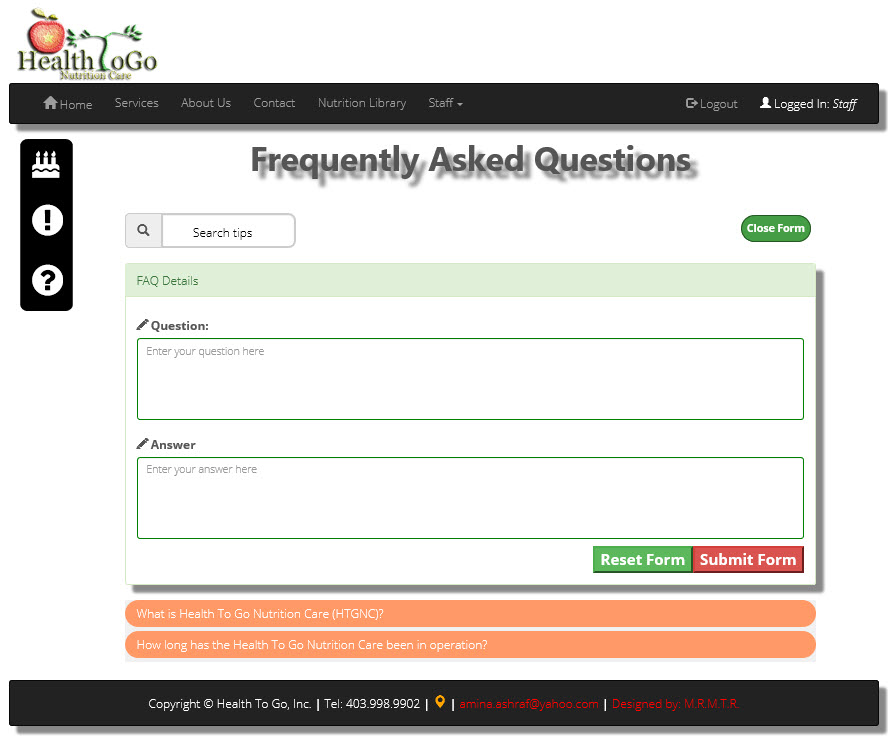 HealthToGo
Nutrition Care
Home Services About Us Contact Nutrition Library Staff Logout Logged In: Staff
Frequently Asked Questions
Search tips
Close Form
FAQ Details
Question:
Enter your question here
Answer
Enter your answer here
Reset Form Submit Form
What is Health To Go Nutrition Care (HTGNC)?
How long has the Health To Go Nutrition Care been in operation?
Copyright © Health To Go, Inc. | Tel: 403.998.9902 | | amina.ashraf@yahoo.com | Designed by: M.R.M.T.R.